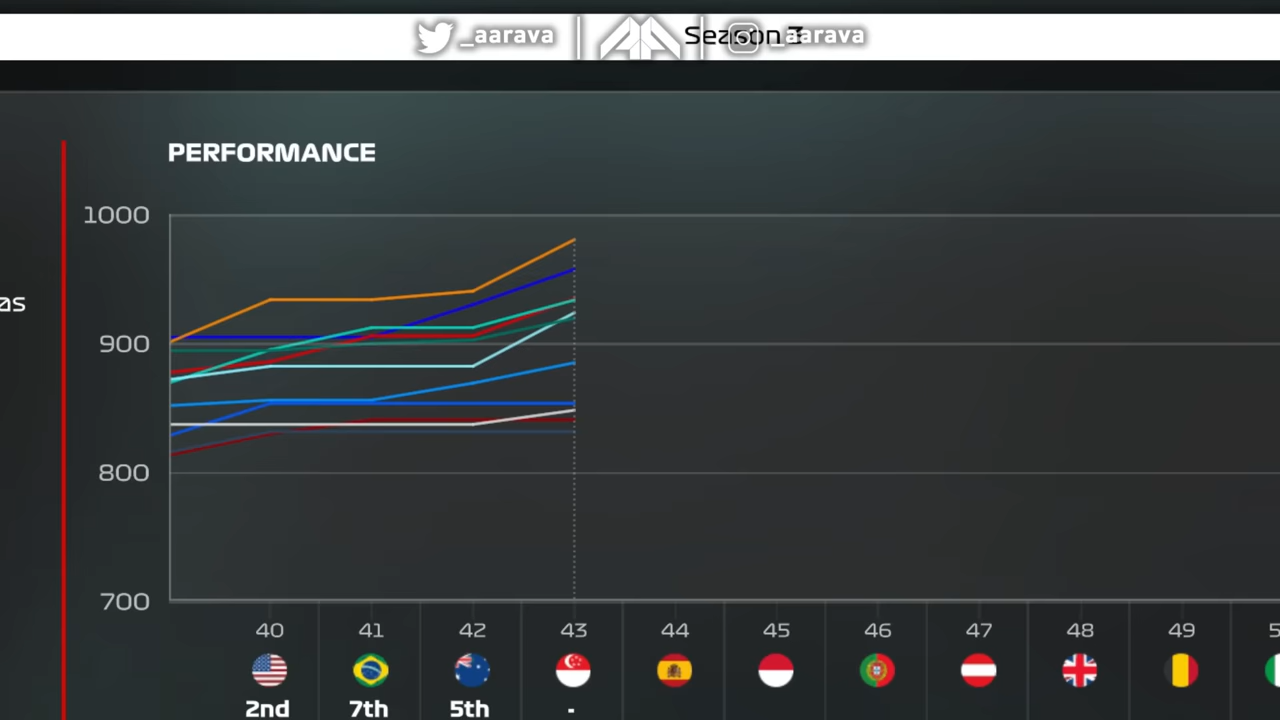 _aarava Season 3 _aarava
PERFORMANCE
1000
as
900
800
700
40 41 42 43 44 45 46 47 48 49
2nd 7th 5th -